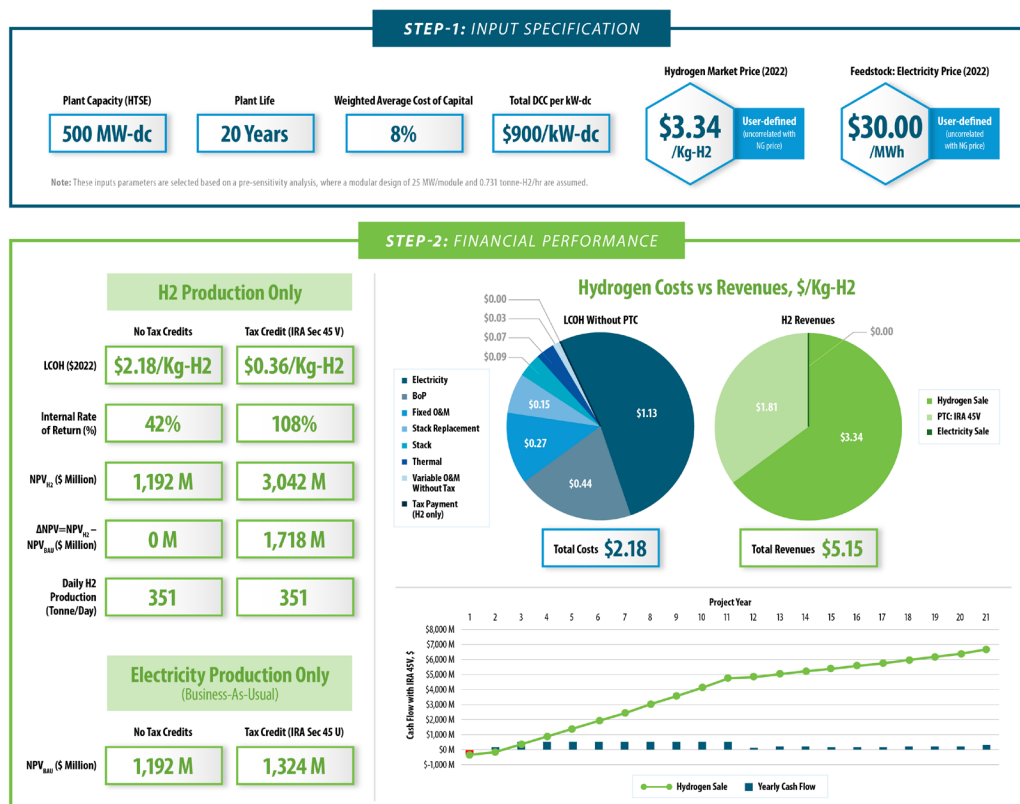 STEP-1: INPUT SPECIFICATION
Plant Capacity (HTSE)
500 MW-dc
Plant Life
20 Years
Weighted Average Cost of Capital
8%
Total DCC per kW-dc
$900/kW-dc
Hydrogen Market Price (2022)
$3.34
/Kg-H2
User-defined
(uncorrelated with
NG price)
Feedstock: Electricity Price (2022)
$30.00
/MWh
User-defined
(uncorrelated
with NG price)
Note: These inputs parameters are selected based on a pre-sensitivity analysis, where a modular design of 25 MW/module and 0.731 tonne-H2/hr are assumed.
STEP-2: FINANCIAL PERFORMANCE
H2 Production Only
No Tax Credits
Tax Credit (IRA Sec 45 V)
LCOH ($2022)
$2.18/Kg-H2
$0.36/Kg-H2
Internal Rate
of Return (%)
42%
108%
NPVH2 ($ Million)
1,192 M
3,042 M
ΔNPV=NPVH2 –
NPVBAU ($ Million)
0 M
1,718 M
Daily H2
Production
(Tonne/Day)
351
351
Electricity Production Only
(Business-As-Usual)
No Tax Credits
Tax Credit (IRA Sec 45 U)
NPVBAU ($ Million)
1,192 M
1,324 M
Hydrogen Costs vs Revenues, $/Kg-H2
LCOH Without PTC
$0.00
$0.03
$0.07
$0.09
$0.15
$0.27
$0.44
$1.13
Electricity
BoP
Fixed O&M
Stack Replacement
Stack
Thermal
Variable O&M
Without Tax
Tax Payment
(H2 only)
Total Costs $2.18
H2 Revenues
$0.00
$1.81
$3.34
Hydrogen Sale
PTC: IRA 45V
Electricity Sale
Total Revenues $5.15
Project Year
1 2 3 4 5 6 7 8 9 10 11 12 13 14 15 16 17 18 19 20 21
Cash Flow with IRA 45V, $
$8,000 M
$7,000 M
$6,000 M
$5,000 M
$4,000 M
$3,000 M
$2,000 M
$1,000 M
$0 M
$-1,000 M
Hydrogen Sale
Yearly Cash Flow